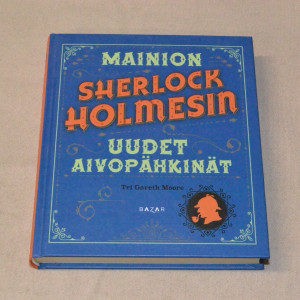 MAINION
SHERLOCK
HOLMESIN
UUDET
AIVOPÄHKINÄT
Tri Gareth Moore
BAZAR